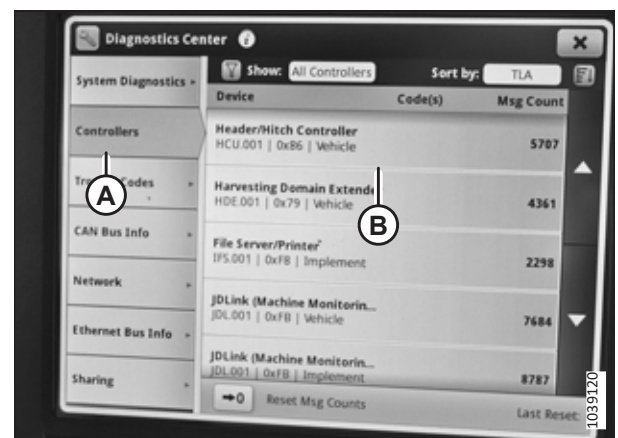 Diagnostics Center i
Show: All Controllers Sort by: TLA
System Diagnostics
Controllers
CAN Bus Info
Network
Ethernet Bus Info
Sharing
Device Code(s) Msg Count
Header/Hitch Controller
HCU.001 | 0x86 | Vehicle 5707
Harvesting Domain Extende
HDE.001 | 0x79 | Vehicle 4361
File Server/Printer
IFS.001 | 0xF8 | Implement 2298
JDLink (Machine Monitorin...
JDL.001 | 0xFB | Vehicle 7684
JDLink (Machine Monitorin...
JDL.001 | 0xFB | Implement 8787
→0 Reset Msg Counts Last Reset:
A
B
1039120